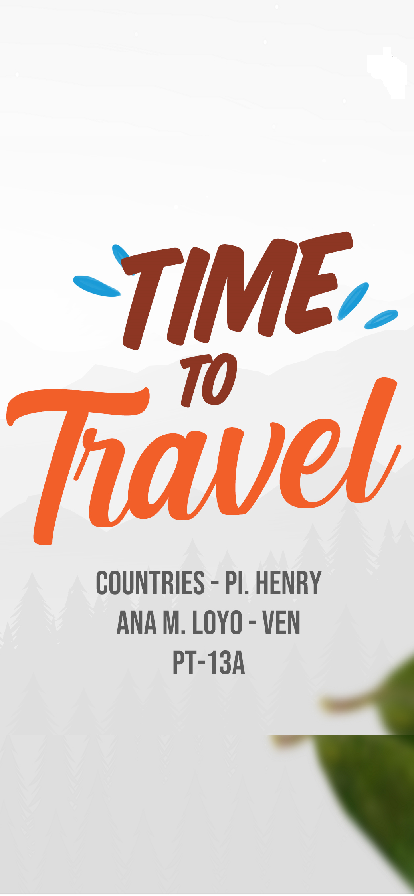 TIME
TO
Travel
COUNTRIES - PI. HENRY
ANA M. LOYO - VEN
PT-13A